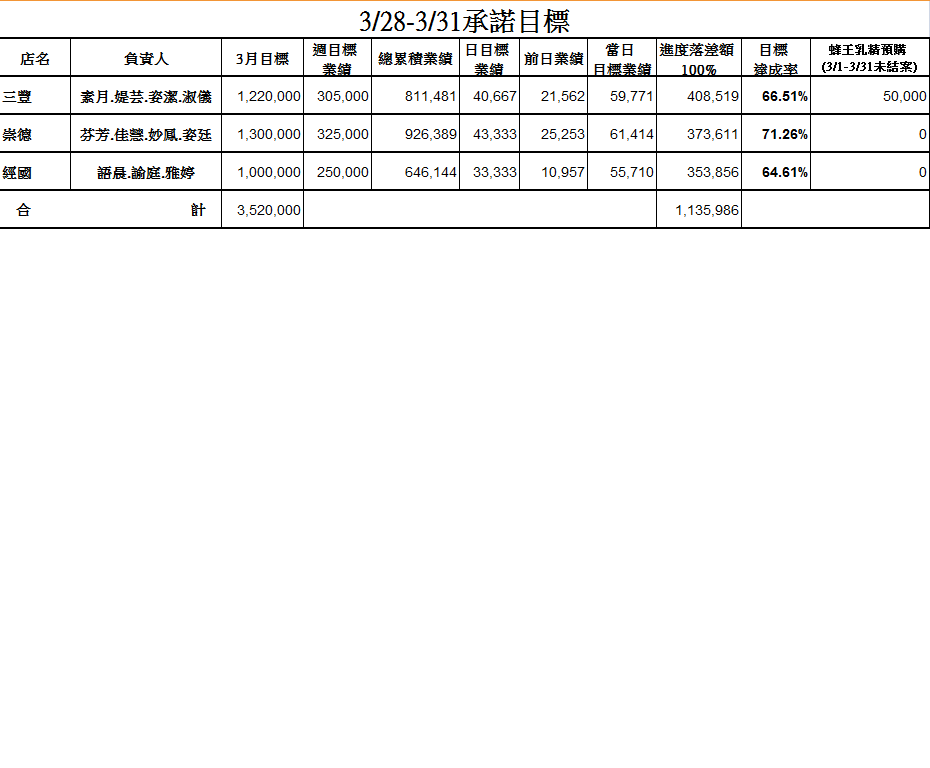 3/28-3/31承諾目標
店名 負責人 3月目標 週目標業績 總累積業績 日目標業績 前日業績 當日目標業績 進度落差額100% 目標達成率 蜂王乳精預購(3/1-3/31未結案)
三豐 素月.媞芸.姿潔.淑儀 1,220,000 305,000 811,481 40,667 21,562 59,771 408,519 66.51% 50,000
崇德 芬芳.佳慧.妙鳳.姿廷 1,300,000 325,000 926,389 43,333 25,253 61,414 373,611 71.26% 0
經國 語晨.諭庭.雅婷 1,000,000 250,000 646,144 33,333 10,957 55,710 353,856 64.61% 0
合計 3,520,000 1,135,986